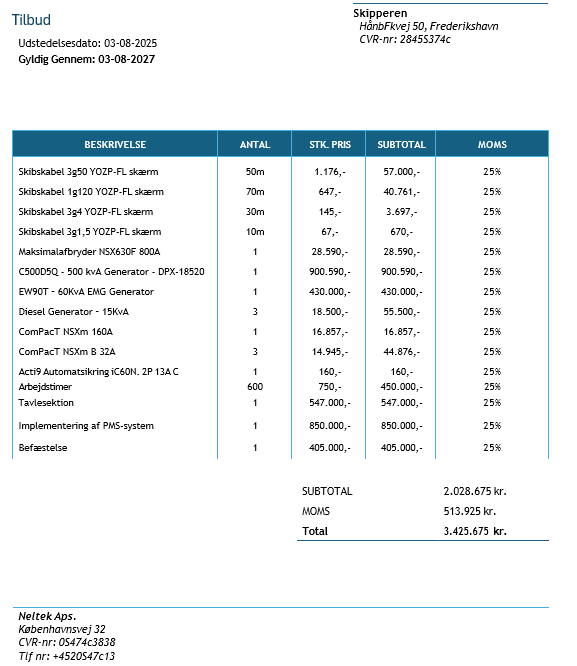 Tilbud
Udstedelsesdato: 03-08-2025
Gyldig Gennem: 03-08-2027
Skipperen
HånbFkvej 50, Frederikshavn
CVR-nr: 2845S374c
BESKRIVELSE ANTAL STK. PRIS SUBTOTAL MOMS
Skibskabel 3g50 YOZP-FL skærm 50m 1.176,- 57.000,- 25%
Skibskabel 1g120 YOZP-FL skærm 70m 647,- 40.761,- 25%
Skibskabel 3g4 YOZP-FL skærm 30m 145,- 3.697,- 25%
Skibskabel 3g1,5 YOZP-FL skærm 10m 67,- 670,- 25%
Maksimalafbryder NSX630F 800A 1 28.590,- 28.590,- 25%
C500D5Q - 500 kvA Generator - DPX-18520 1 900.590,- 900.590,- 25%
EW90T - 60KvA EMG Generator 1 430.000,- 430.000,- 25%
Diesel Generator - 15KvA 3 18.500,- 55.500,- 25%
ComPacT NSXm 160A 1 16.857,- 16.857,- 25%
ComPacT NSXm B 32A 3 14.945,- 44.876,- 25%
Acti9 Automatsikring iC60N. 2P 13A C 1 160,- 160,- 25%
Arbejdstimer 600 750,- 450.000,- 25%
Tavlesektion 1 547.000,- 547.000,- 25%
Implementering af PMS-system 1 850.000,- 850.000,- 25%
Befæstelse 1 405.000,- 405.000,- 25%
SUBTOTAL 2.028.675 kr.
MOMS 513.925 kr.
Total 3.425.675 kr.
Neltek Aps.
Københavnsvej 32
CVR-nr: 0S474c3838
Tlf nr: +4520S47c13